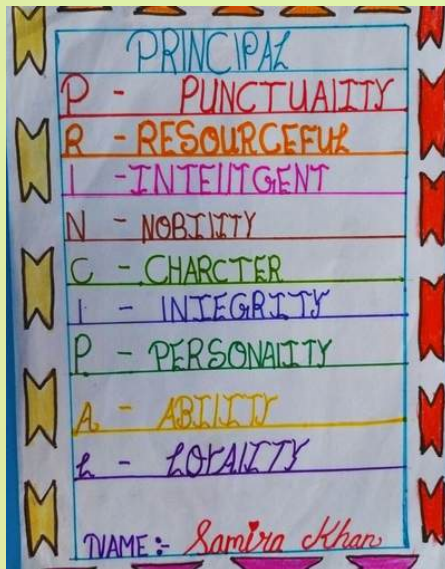 PRINCIPAL
P - PUNCTUALITY
R - RESOURCEFUL
I - INTELLIGENT
N - NOBILITY
C - CHARCTER
I - INTEGRITY
P - PERSONALITY
A - ABILITY
L - LOYALITY
NAME :- Samira Khan